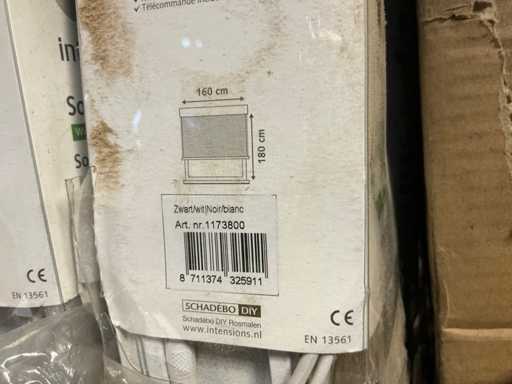 ✓ Télécommande
160 cm
180 cm
Zwart/wit|Noir/blanc
Art. nr.1173800
8 711374 325911
SCHADEBO DIY
Schadebo DIY Rosmalen
www.intensions.nl
CE
EN 13561
CE
EN 13561